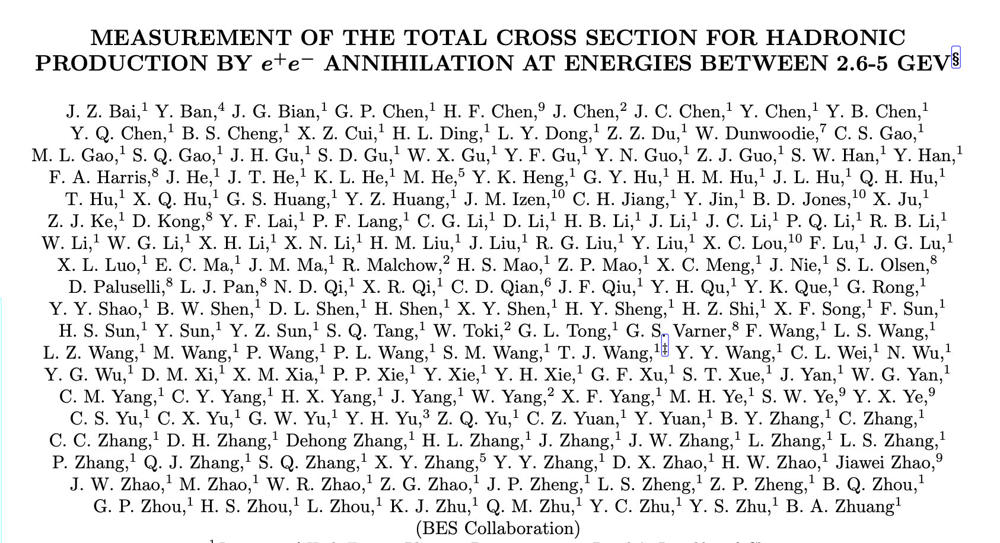 MEASUREMENT OF THE TOTAL CROSS SECTION FOR HADRONIC
PRODUCTION BY e⁺e⁻ ANNIHILATION AT ENERGIES BETWEEN 2.6-5 GEV§
J. Z. Bai,¹ Y. Ban,⁴ J. G. Bian,¹ G. P. Chen,¹ H. F. Chen,⁹ J. Chen,² J. C. Chen,¹ Y. Chen,¹ Y. B. Chen,¹
Y. Q. Chen,¹ B. S. Cheng,¹ X. Z. Cui,¹ H. L. Ding,¹ L. Y. Dong,¹ Z. Z. Du,¹ W. Dunwoodie,⁷ C. S. Gao,¹
M. L. Gao,¹ S. Q. Gao,¹ J. H. Gu,¹ S. D. Gu,¹ W. X. Gu,¹ Y. F. Gu,¹ Y. N. Guo,¹ Z. J. Guo,¹ S. W. Han,¹ Y. Han,¹
F. A. Harris,⁸ J. He,¹ J. T. He,¹ K. L. He,¹ M. He,⁵ Y. K. Heng,¹ G. Y. Hu,¹ H. M. Hu,¹ J. L. Hu,¹ Q. H. Hu,¹
T. Hu,¹ X. Q. Hu,¹ G. S. Huang,¹ Y. Z. Huang,¹ J. M. Izen,¹⁰ C. H. Jiang,¹ Y. Jin,¹ B. D. Jones,¹⁰ X. Ju,¹
Z. J. Ke,¹ D. Kong,⁸ Y. F. Lai,¹ P. F. Lang,¹ C. G. Li,¹ D. Li,¹ H. B. Li,¹ J. Li,¹ J. C. Li,¹ P. Q. Li,¹ R. B. Li,¹
W. Li,¹ W. G. Li,¹ X. H. Li,¹ X. N. Li,¹ H. M. Liu,¹ J. Liu,¹ R. G. Liu,¹ Y. Liu,¹ X. C. Lou,¹⁰ F. Lu,¹ J. G. Lu,¹
X. L. Luo,¹ E. C. Ma,¹ J. M. Ma,¹ R. Malchow,² H. S. Mao,¹ Z. P. Mao,¹ X. C. Meng,¹ J. Nie,¹ S. L. Olsen,⁸
D. Paluselli,⁸ L. J. Pan,⁸ N. D. Qi,¹ X. R. Qi,¹ C. D. Qian,⁶ J. F. Qiu,¹ Y. H. Qu,¹ Y. K. Que,¹ G. Rong,¹
Y. Y. Shao,¹ B. W. Shen,¹ D. L. Shen,¹ H. Shen,¹ X. Y. Shen,¹ H. Y. Sheng,¹ H. Z. Shi,¹ X. F. Song,¹ F. Sun,¹
H. S. Sun,¹ Y. Sun,¹ Y. Z. Sun,¹ S. Q. Tang,¹ W. Toki,² G. L. Tong,¹ G. S. Varner,⁸ F. Wang,¹ L. S. Wang,¹
L. Z. Wang,¹ M. Wang,¹ P. Wang,¹ P. L. Wang,¹ S. M. Wang,¹ T. J. Wang,¹‡ Y. Y. Wang,¹ C. L. Wei,¹ N. Wu,¹
Y. G. Wu,¹ D. M. Xi,¹ X. M. Xia,¹ P. P. Xie,¹ Y. Xie,¹ Y. H. Xie,¹ G. F. Xu,¹ S. T. Xue,¹ J. Yan,¹ W. G. Yan,¹
C. M. Yang,¹ C. Y. Yang,¹ H. X. Yang,¹ J. Yang,¹ W. Yang,² X. F. Yang,¹ M. H. Ye,¹ S. W. Ye,⁹ Y. X. Ye,⁹
C. S. Yu,¹ C. X. Yu,¹ G. W. Yu,¹ Y. H. Yu,³ Z. Q. Yu,¹ C. Z. Yuan,¹ Y. Yuan,¹ B. Y. Zhang,¹ C. Zhang,¹
C. C. Zhang,¹ D. H. Zhang,¹ Dehong Zhang,¹ H. L. Zhang,¹ J. Zhang,¹ J. W. Zhang,¹ L. Zhang,¹ L. S. Zhang,¹
P. Zhang,¹ Q. J. Zhang,¹ S. Q. Zhang,¹ X. Y. Zhang,⁵ Y. Y. Zhang,¹ D. X. Zhao,¹ H. W. Zhao,¹ Jiawei Zhao,⁹
J. W. Zhao,¹ M. Zhao,¹ W. R. Zhao,¹ Z. G. Zhao,¹ J. P. Zheng,¹ L. S. Zheng,¹ Z. P. Zheng,¹ B. Q. Zhou,¹
G. P. Zhou,¹ H. S. Zhou,¹ L. Zhou,¹ K. J. Zhu,¹ Q. M. Zhu,¹ Y. C. Zhu,¹ Y. S. Zhu,¹ B. A. Zhuang¹
(BES Collaboration)